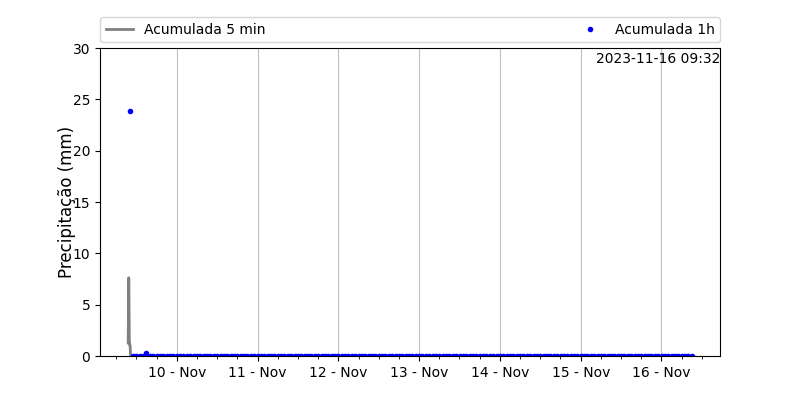 Acumulada 5 min
Acumulada 1h
2023-11-16 09:32
Precipitação (mm)
30
25
20
15
10
5
0
10 - Nov
11 - Nov
12 - Nov
13 - Nov
14 - Nov
15 - Nov
16 - Nov